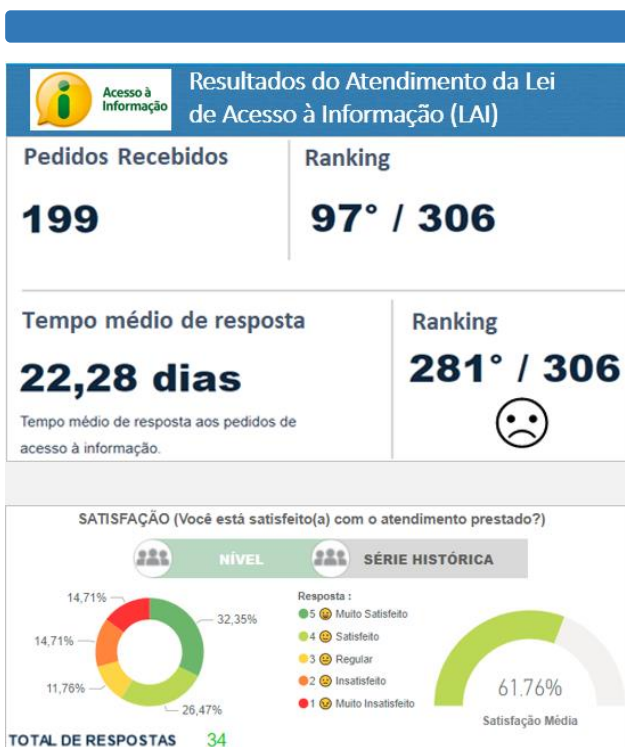 Acesso à
Informação
Resultados do Atendimento da Lei
de Acesso à Informação (LAI)
Pedidos Recebidos
199
Ranking
97° / 306
Tempo médio de resposta
22,28 dias
Tempo médio de resposta aos pedidos de
acesso à informação.
Ranking
281° / 306
SATISFAÇÃO (Você está satisfeito(a) com o atendimento prestado?)
NÍVEL
SÉRIE HISTÓRICA
14,71%
32,35%
14,71%
11,76%
26,47%
Resposta :
5 Muito Satisfeito
4 Satisfeito
3 Regular
2 Insatisfeito
1 Muito Insatisfeito
61.76%
Satisfação Média
TOTAL DE RESPOSTAS 34